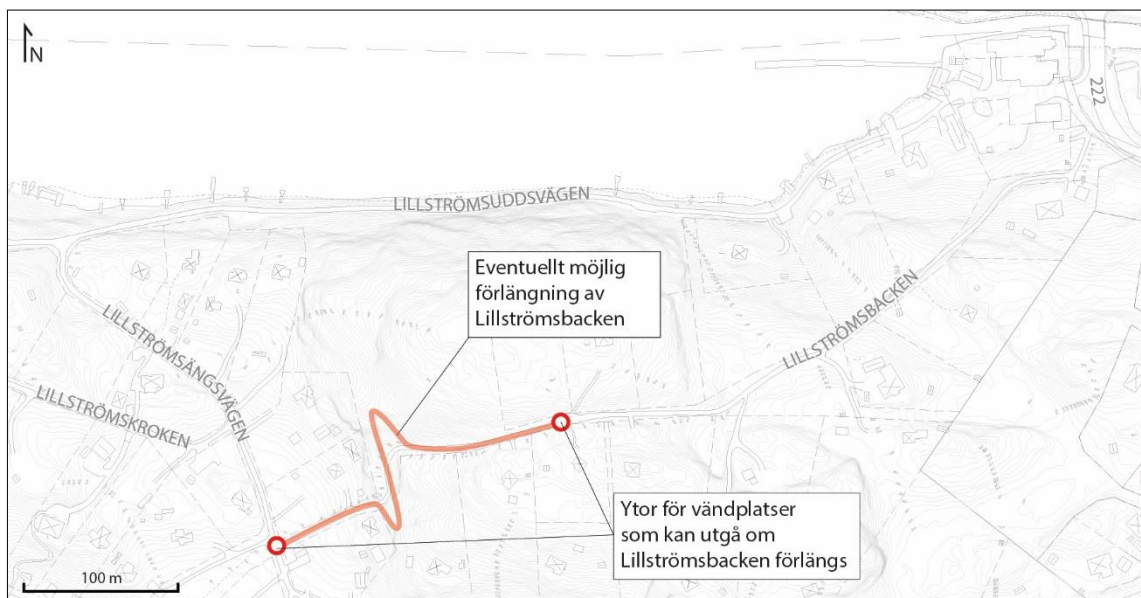 N
222
LILLSTRÖMSUDDSVÄGEN
Eventuellt möjlig
förlängning av
Lillströmsbacken
LILLSTRÖMSBACKEN
LILLSTRÖMSÄNGSVÄGEN
LILLSTRÖMSKROKEN
Ytor för vändplatser
som kan utgå om
Lillströmsbacken förlängs
100 m